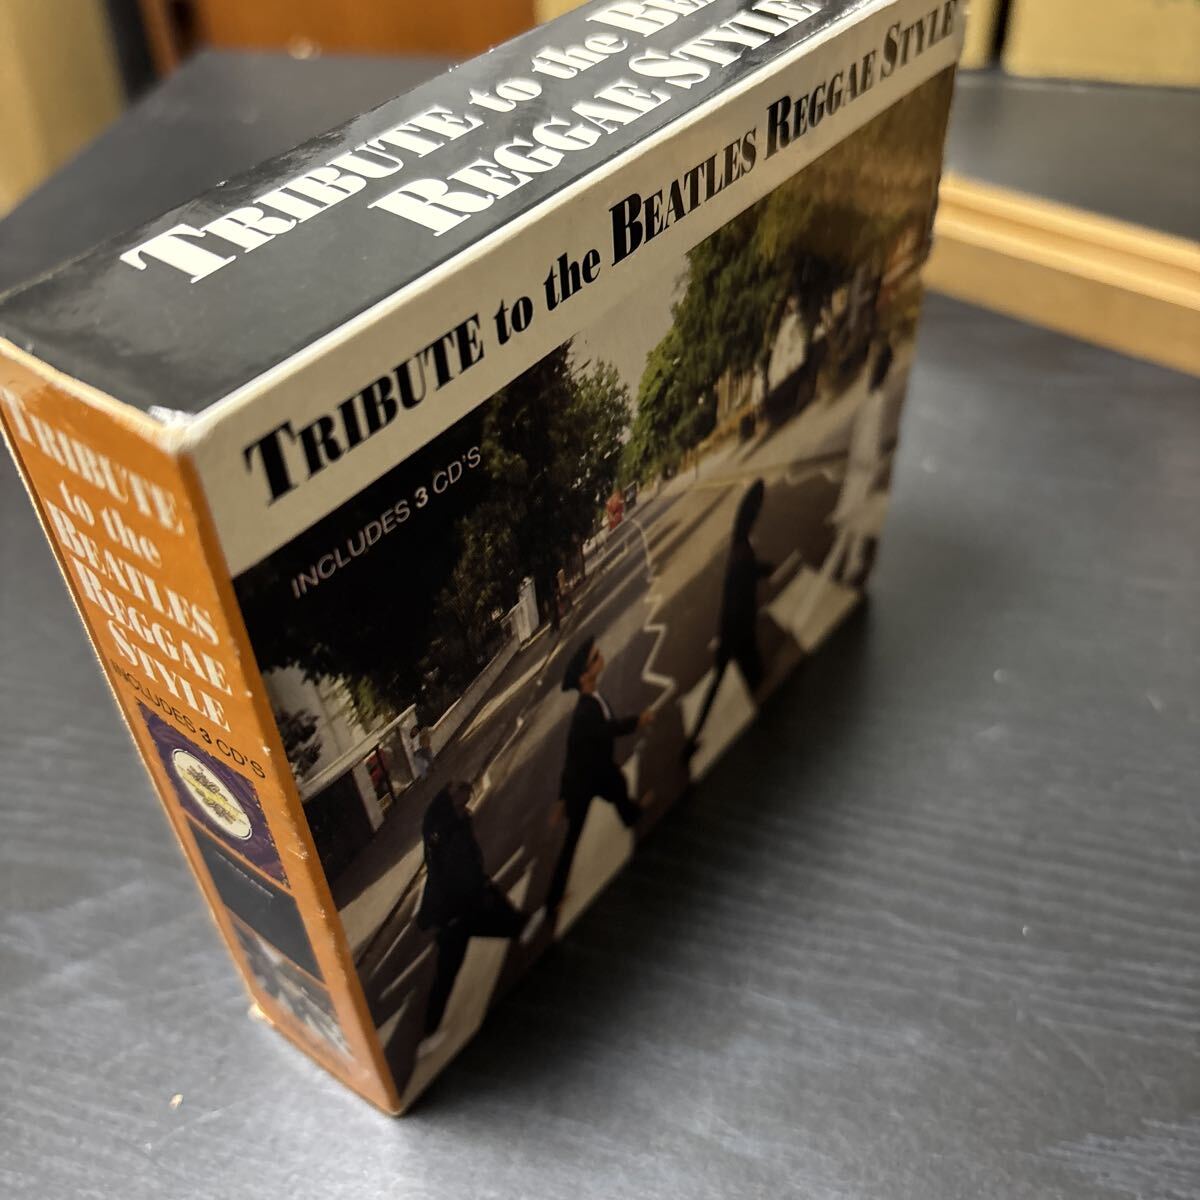 TRIBUTE to the BEA
REGGAE STYLE
TRIBUTE to the BEATLES REGGAE STYLE
INCLUDES 3 CD'S
TRIBUTE
to the
BEATLES
REGGAE
STYLE
INCLUDES 3 CD'S